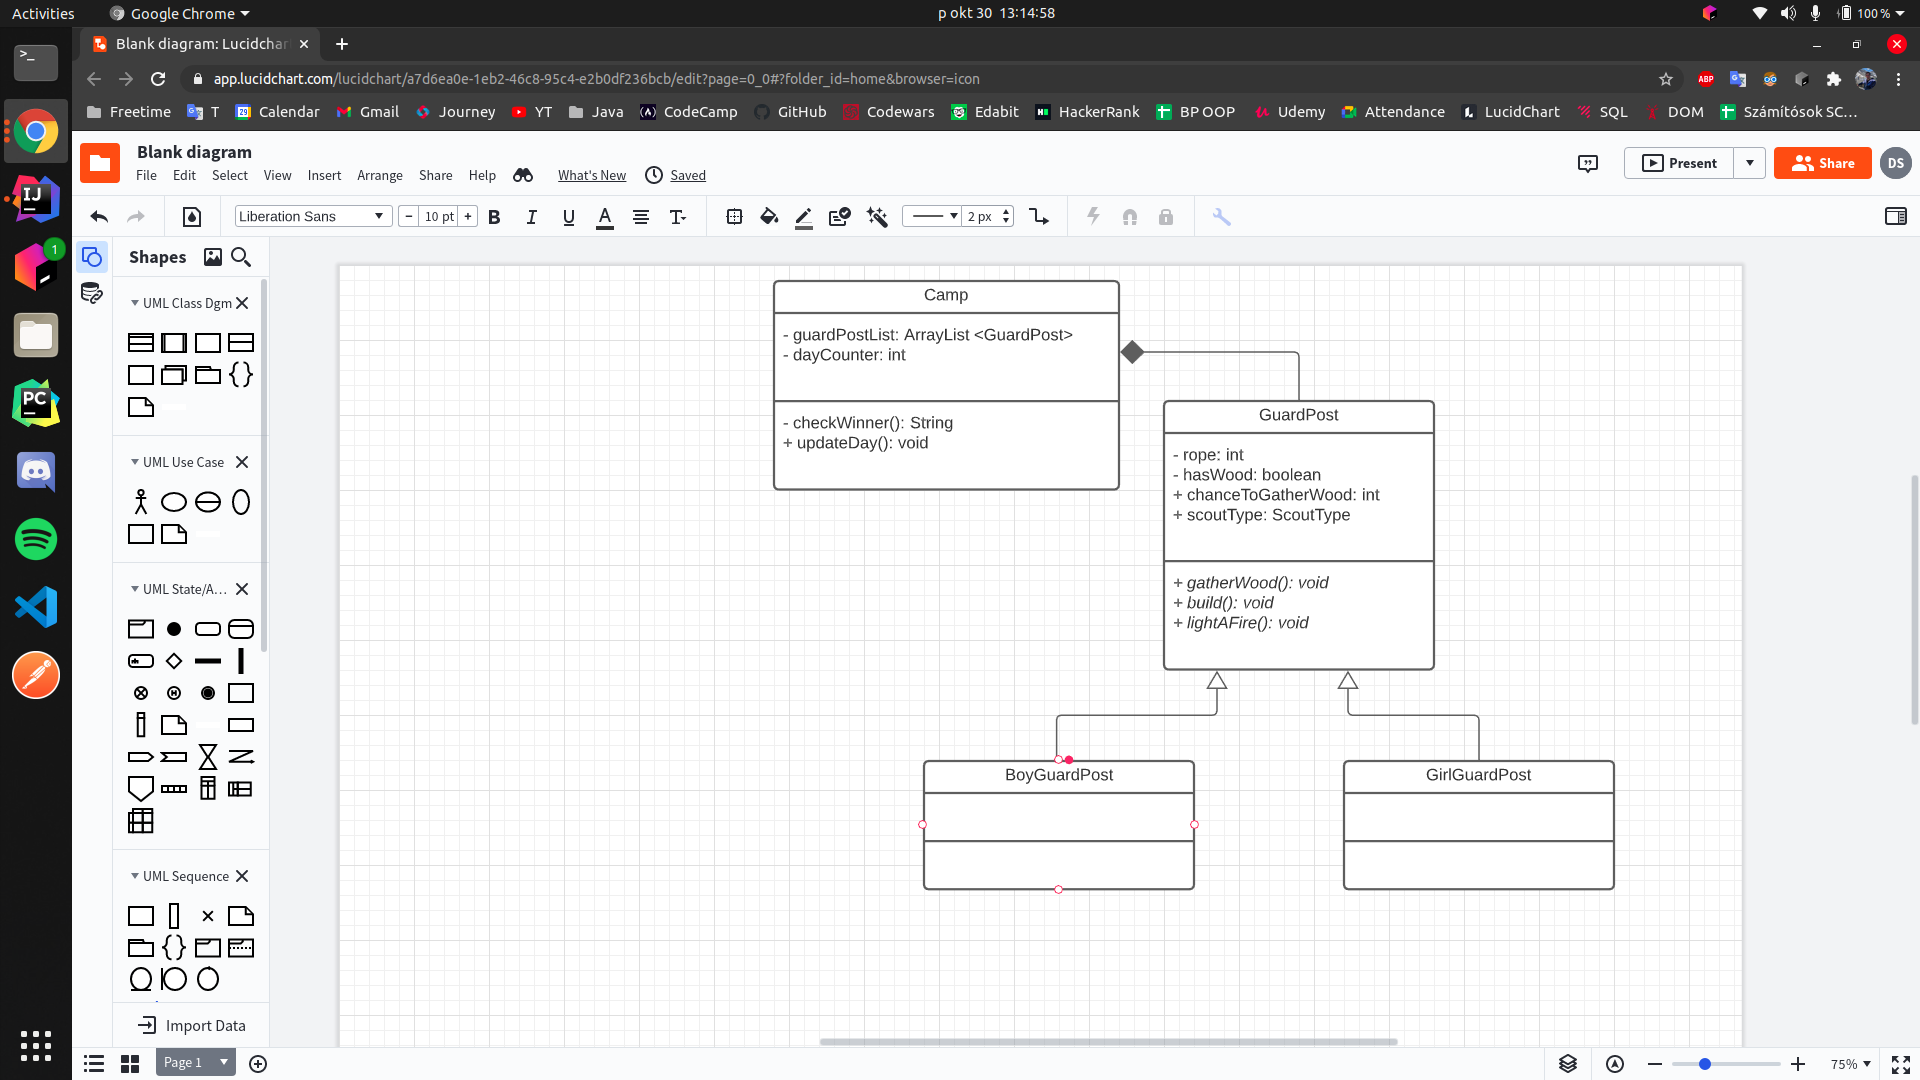 Activities
Google Chrome
p okt 30 13:14:58
100 %
Blank diagram: Lucidchar
app.lucidchart.com/lucidchart/a7d6ea0e-1eb2-46c8-95c4-e2b0df236bcb/edit?page=0_0#?folder_id=home&browser=icon
ABP
Freetime
T
Calendar
Gmail
Journey
YT
Java
CodeCamp
GitHub
Codewars
Edabit
HackerRank
BP OOP
Udemy
Attendance
LucidChart
SQL
DOM
Számítósok SC...
Blank diagram
File
Edit
Select
View
Insert
Arrange
Share
Help
What's New
Saved
Present
Share
DS
Liberation Sans
10 pt
2 px
Shapes
UML Class Dgm
UML Use Case
UML State/A...
UML Sequence
Import Data
Camp
- guardPostList: ArrayList <GuardPost>
- dayCounter: int
- checkWinner(): String
+ updateDay(): void
GuardPost
- rope: int
- hasWood: boolean
+ chanceToGatherWood: int
+ scoutType: ScoutType
+ gatherWood(): void
+ build(): void
+ lightAFire(): void
BoyGuardPost
GirlGuardPost
Page 1
75%
IJ
1
PC